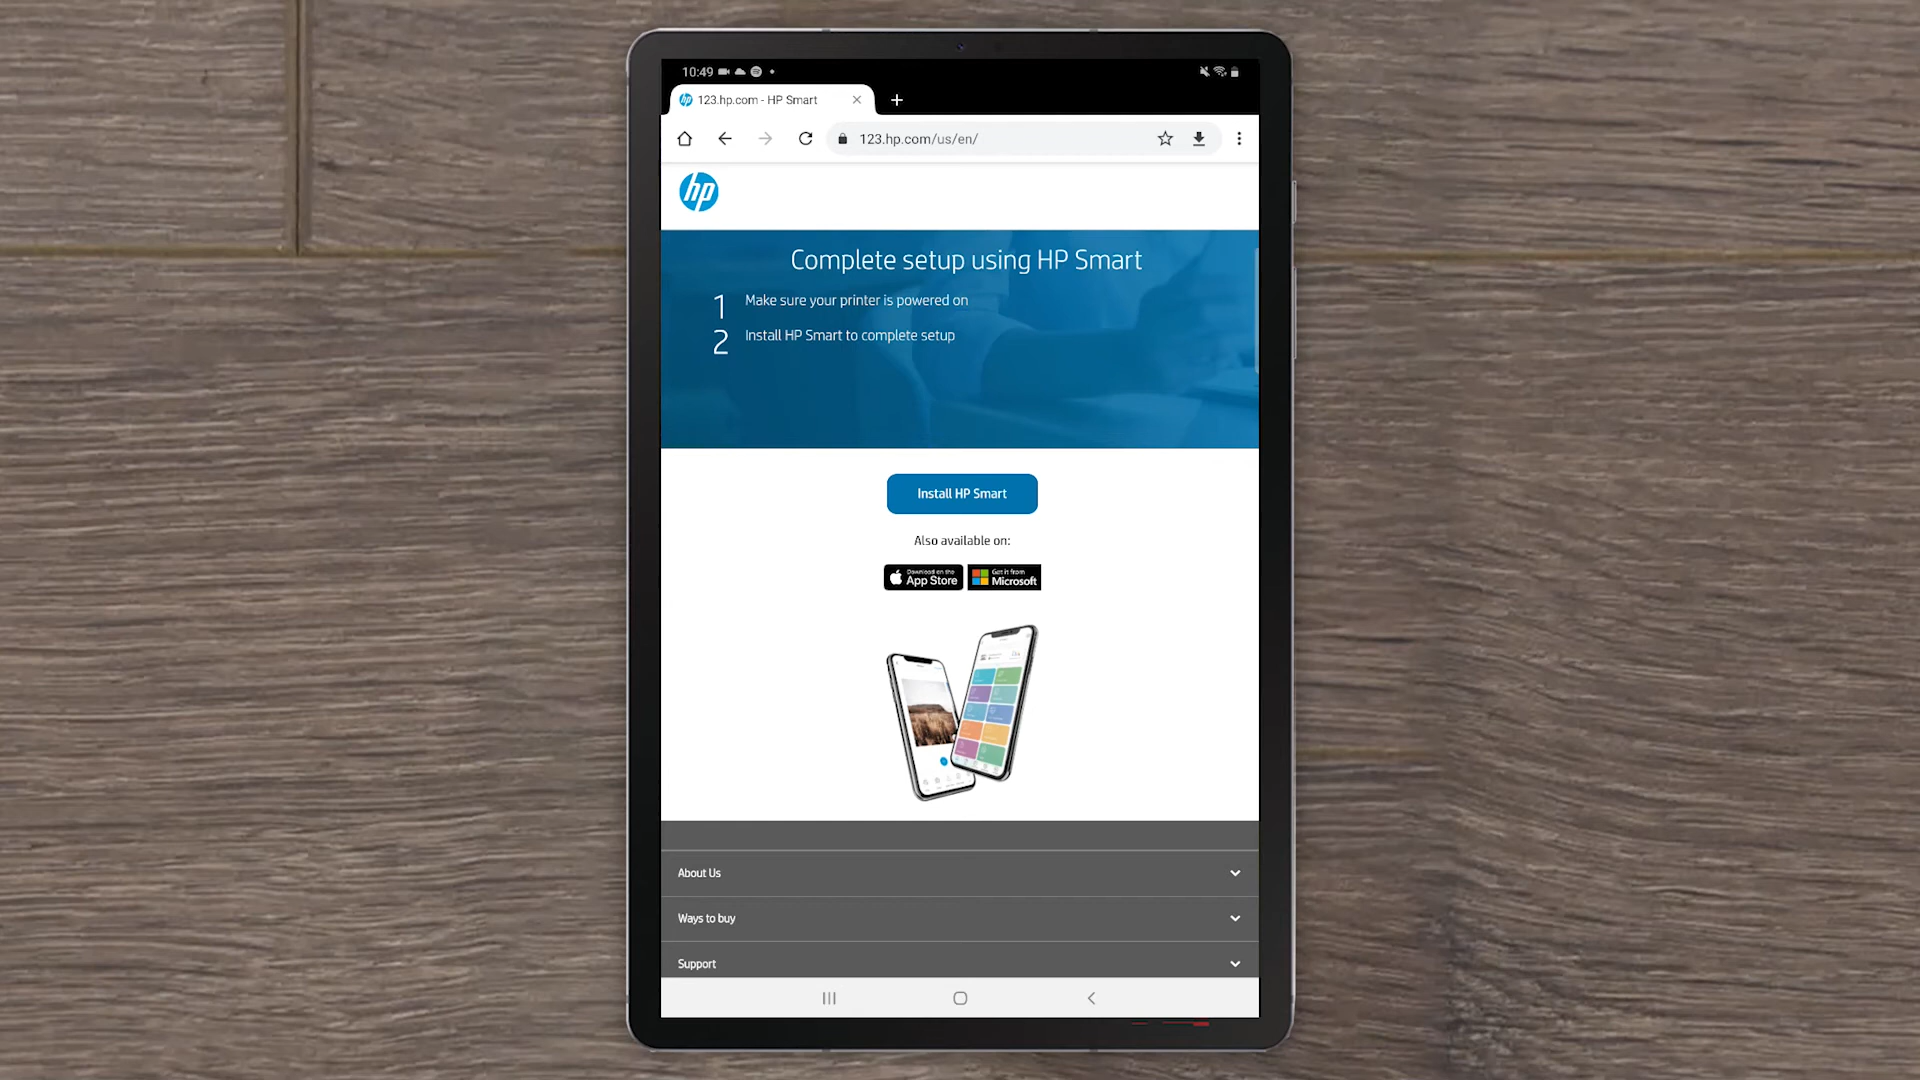 10:49
123.hp.com - HP Smart
123.hp.com/us/en/
hp
Complete setup using HP Smart
1 Make sure your printer is powered on
2 Install HP Smart to complete setup
Install HP Smart
Also available on:
Download on the
App Store
Get it from
Microsoft
About Us
Ways to buy
Support